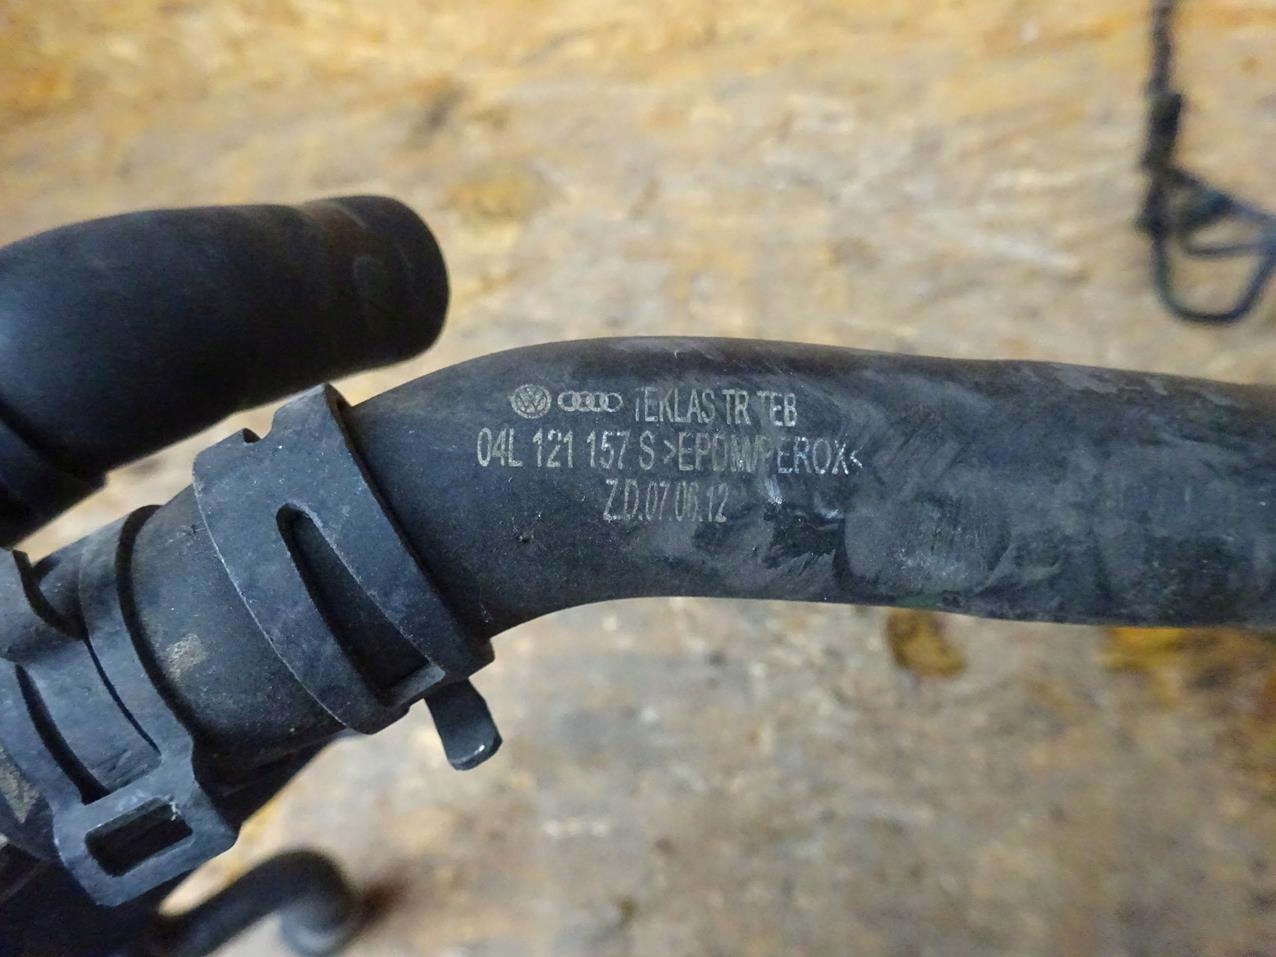 TEKLAS TR TEB
04L 121 157 S >EPDM/PEROX<
Z.D.07.06.12